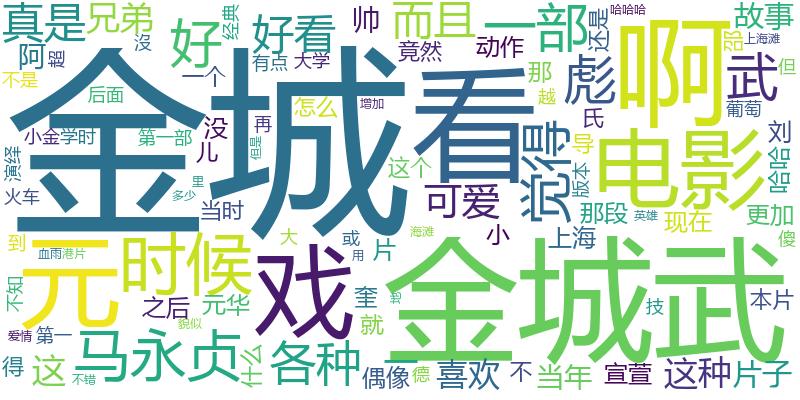 真是
兄弟
经典
好
好看
帅
而且
一部
还是
哈哈哈
故事
阿
超
沒
有点
大学
竟然
动作
那
邵
上海滩
不是
一个
金城
看
彪
啊
武
但
后面
怎么
增加
越
葡萄
小金
学时
第一部
没
再
儿
但是
这个
觉得
氏
导
电影
刘
哈哈
演绎
火车
多少
里
当时
可爱
版本
那段
英雄
现在
更加
傻
到
元
时候
大
戏
或
用
片
海滩
小
上海
金城武
不知
血雨
港片
之后
元华
奎
超
就
技
本片
爱情
第一
貌似
得
这
马永贞
不错
什么
各种
偶像
德
喜欢
不
当年
宣萱
这种
片子